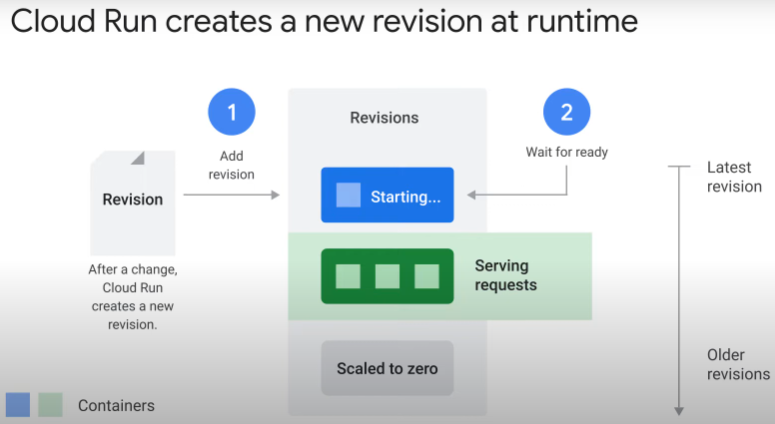 Cloud Run creates a new revision at runtime
1
Add
revision
Revision
After a change,
Cloud Run
creates a new
revision.
Revisions
Starting...
Serving
requests
Scaled to zero
2
Wait for ready
Latest
revision
Older
revisions
Containers